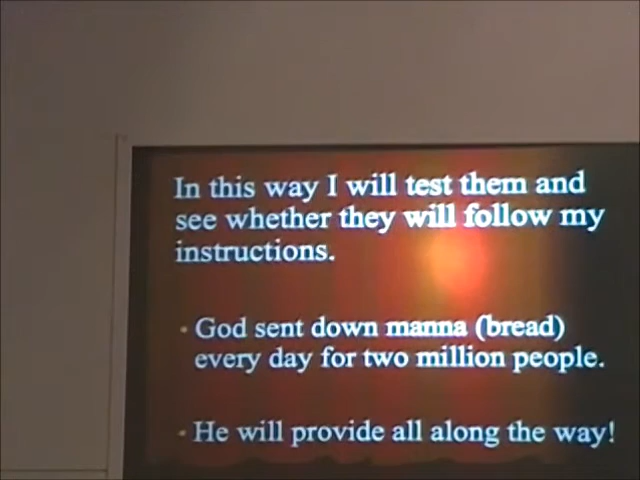 In this way I will test them and
see whether they will follow my
instructions.
• God sent down manna (bread)
every day for two million people.
• He will provide all along the way!